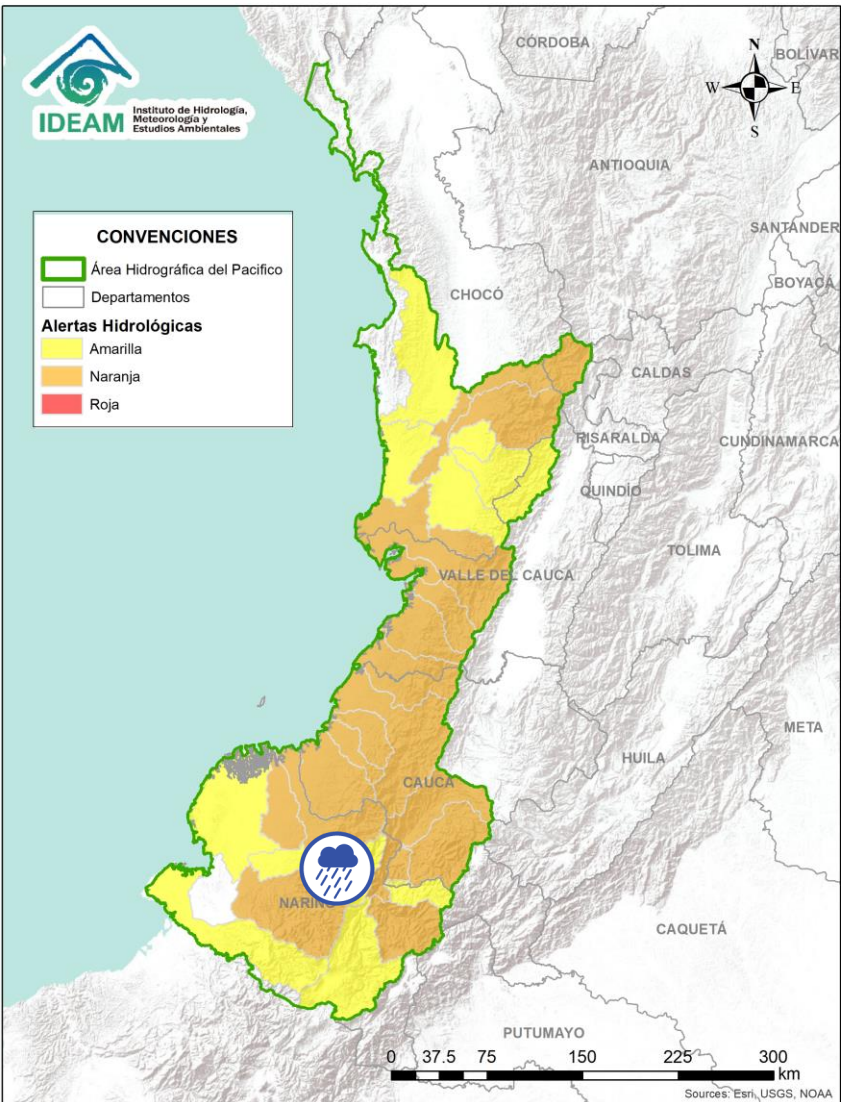 IDEAM
Instituto de Hidrología,
Meteorología y
Estudios Ambientales
CÓRDOBA
N
BOLÍVAR
W
E
S
ANTIOQUIA
SANTANDER
CONVENCIONES
Área Hidrográfica del Pacifico
Departamentos
Alertas Hidrológicas
Amarilla
Naranja
Roja
BOYACÁ
CHOCÓ
CALDAS
RISARALDA
CUNDINAMARCA
QUINDÍO
TOLIMA
VALLE DEL CAUCA
META
HUILA
CAUCA
NARIÑO
CAQUETÁ
PUTUMAYO
0 37.5 75 150 225 300
km
Sources: Esri, USGS, NOAA